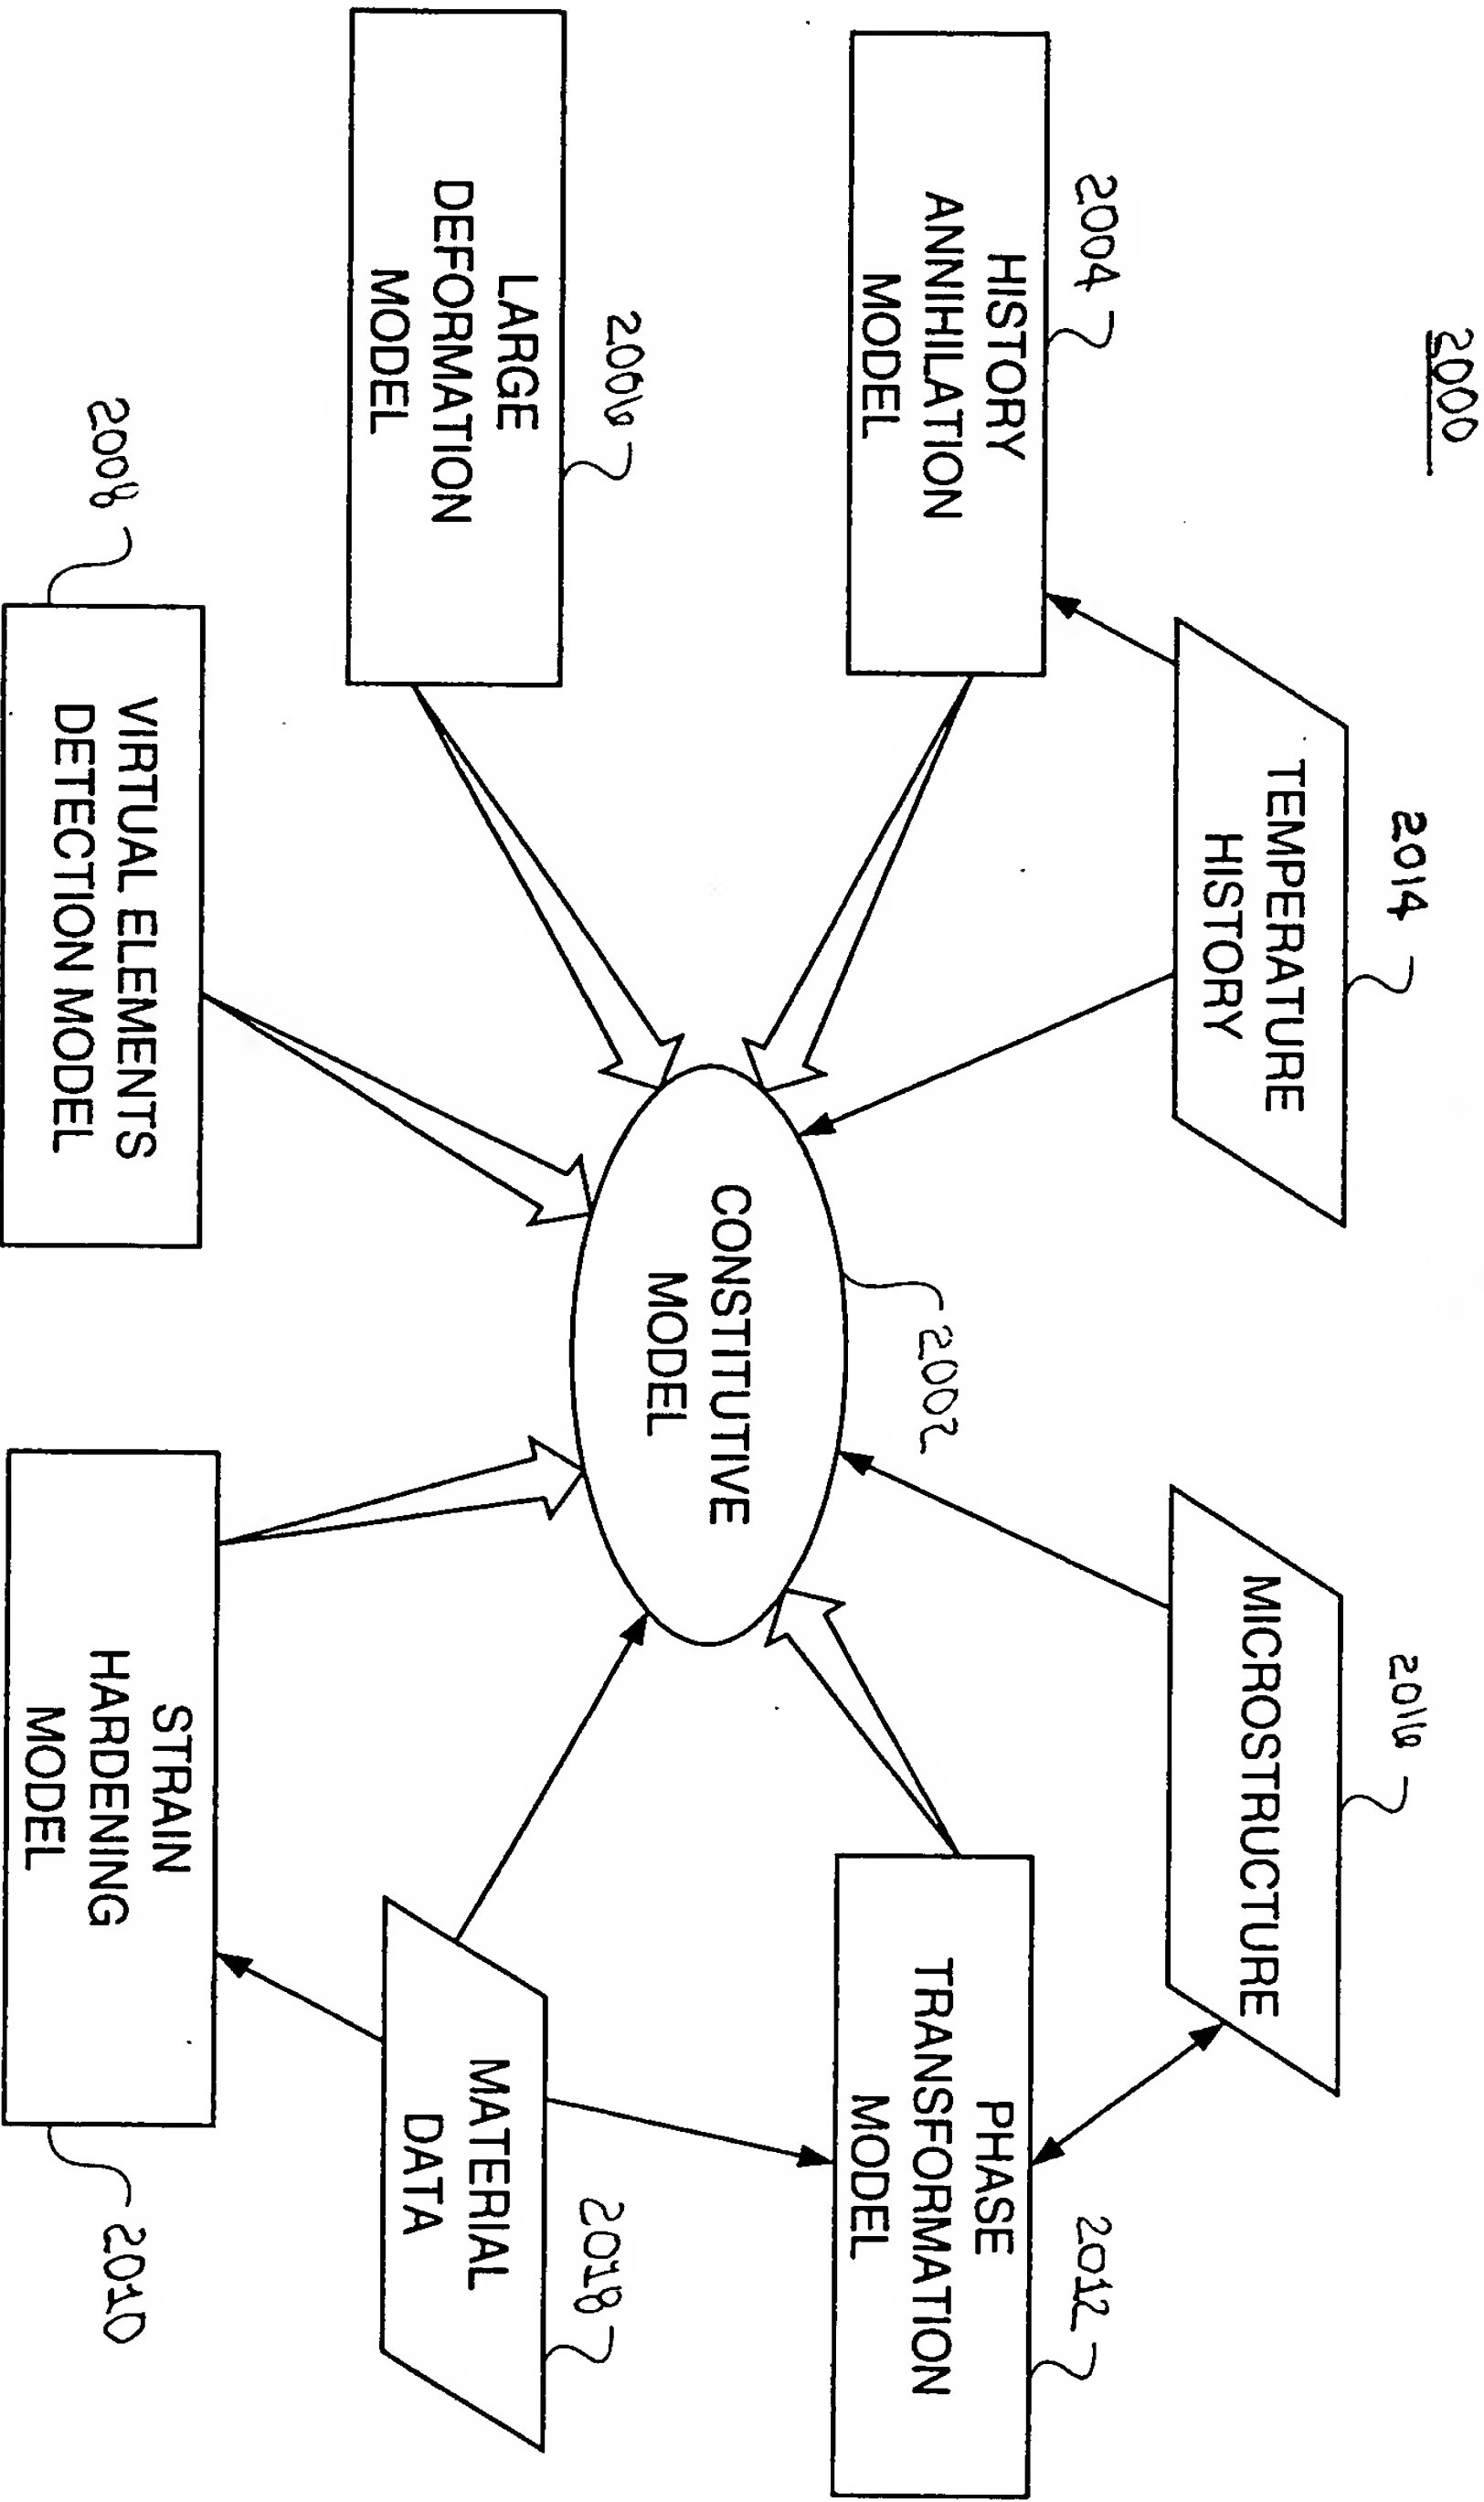 2000
2014
TEMPERATURE
HISTORY
2016
MICROSTRUCTURE
2004
HISTORY
ANNIHILATION
MODEL
2002
CONSTITUTIVE
MODEL
2012
PHASE
TRANSFORMATION
MODEL
2006
LARGE
DEFORMATION
MODEL
2018
MATERIAL
DATA
2008
VIRTUAL ELEMENTS
DETECTION MODEL
STRAIN
HARDENING
MODEL
2010